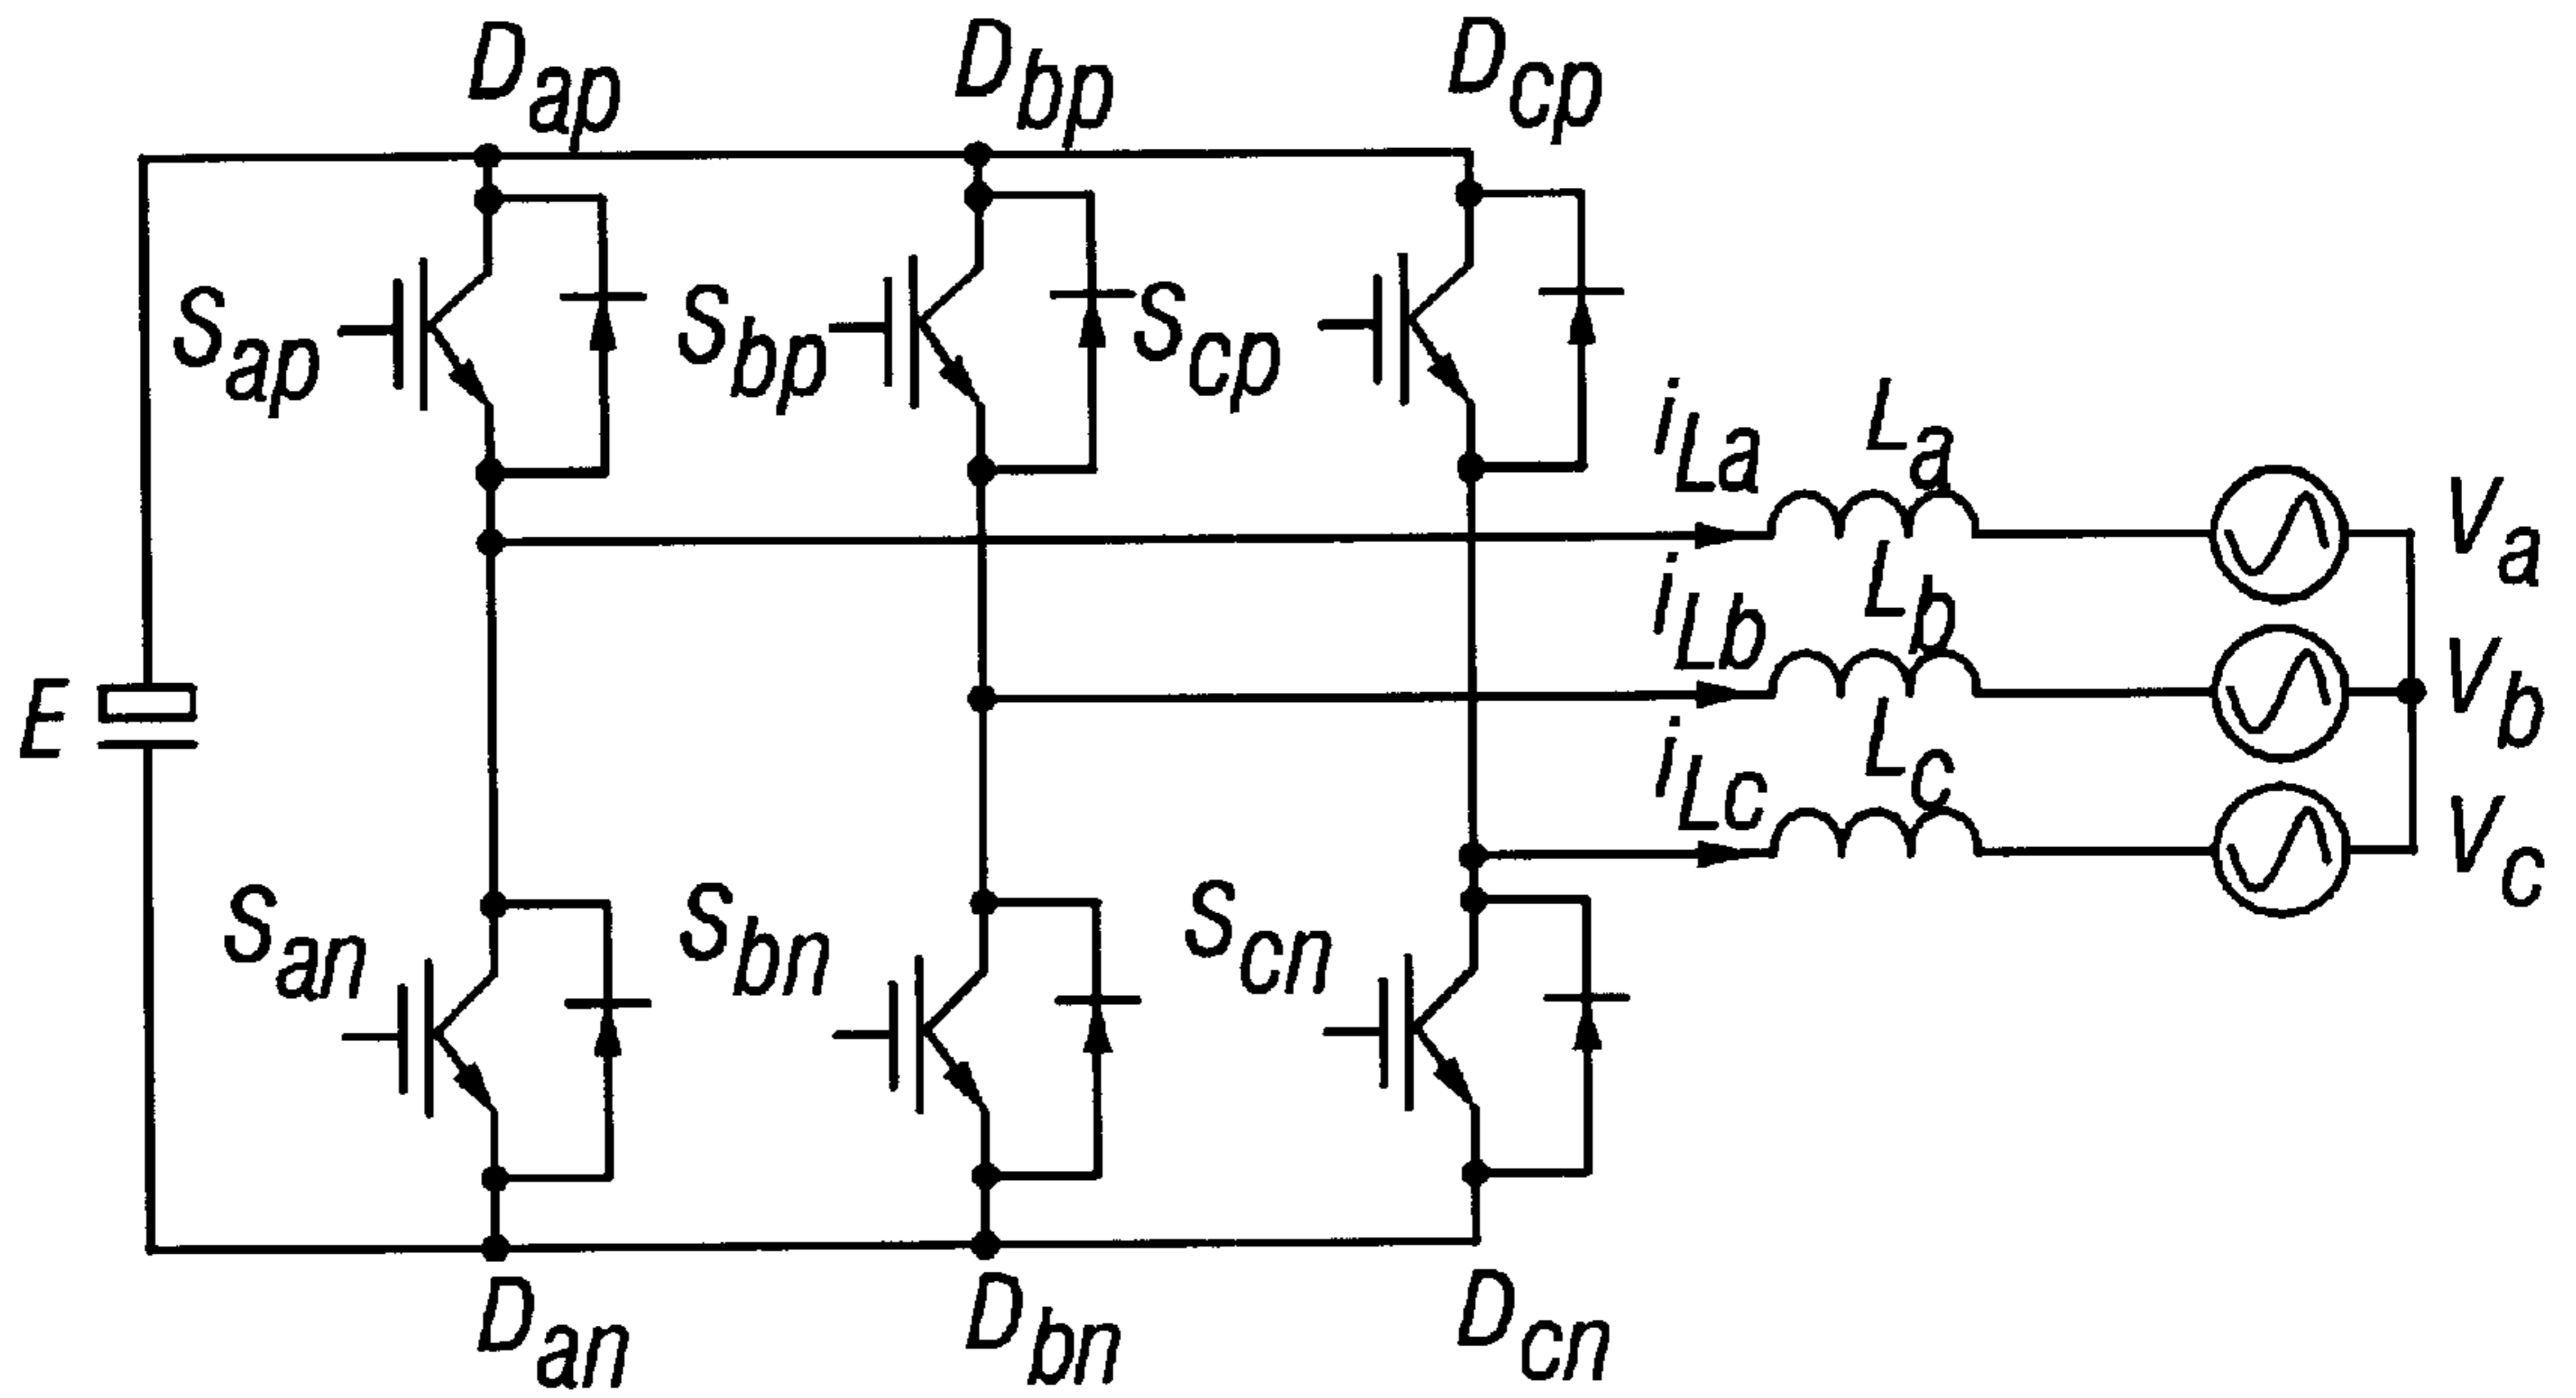 Dap Dbp Dcp
Sap Sbp Scp
iLa La Va
iLb Lb Vb
E
iLc Lc Vc
San Sbn Scn
Dan Dbn Dcn